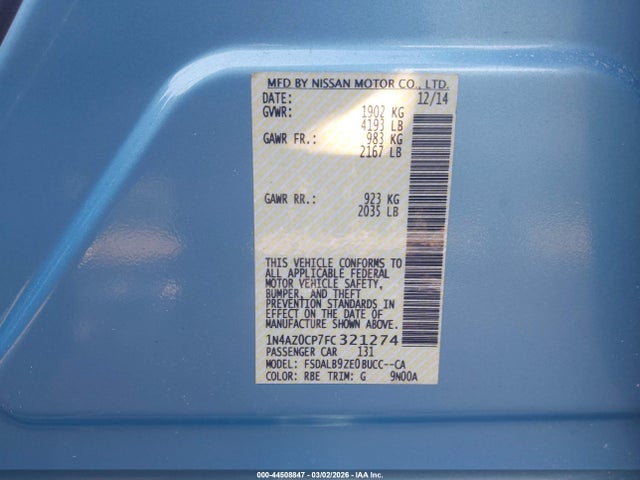 MFD BY NISSAN MOTOR CO., LTD.
DATE: 12/14
GVWR: 1902 KG
4193 LB
GAWR FR.: 983 KG
2167 LB
GAWR RR.: 923 KG
2035 LB
THIS VEHICLE CONFORMS TO
ALL APPLICABLE FEDERAL
MOTOR VEHICLE SAFETY,
BUMPER, AND THEFT
PREVENTION STANDARDS IN
EFFECT ON THE DATE OF
MANUFACTURE SHOWN ABOVE.
1N4AZ0CP7FC321274
PASSENGER CAR 131
MODEL: FSDALB9ZE0BUCC--CA
COLOR: RBE TRIM: G 9N00A
000-44508847 - 03/02/2026 - IAA Inc.